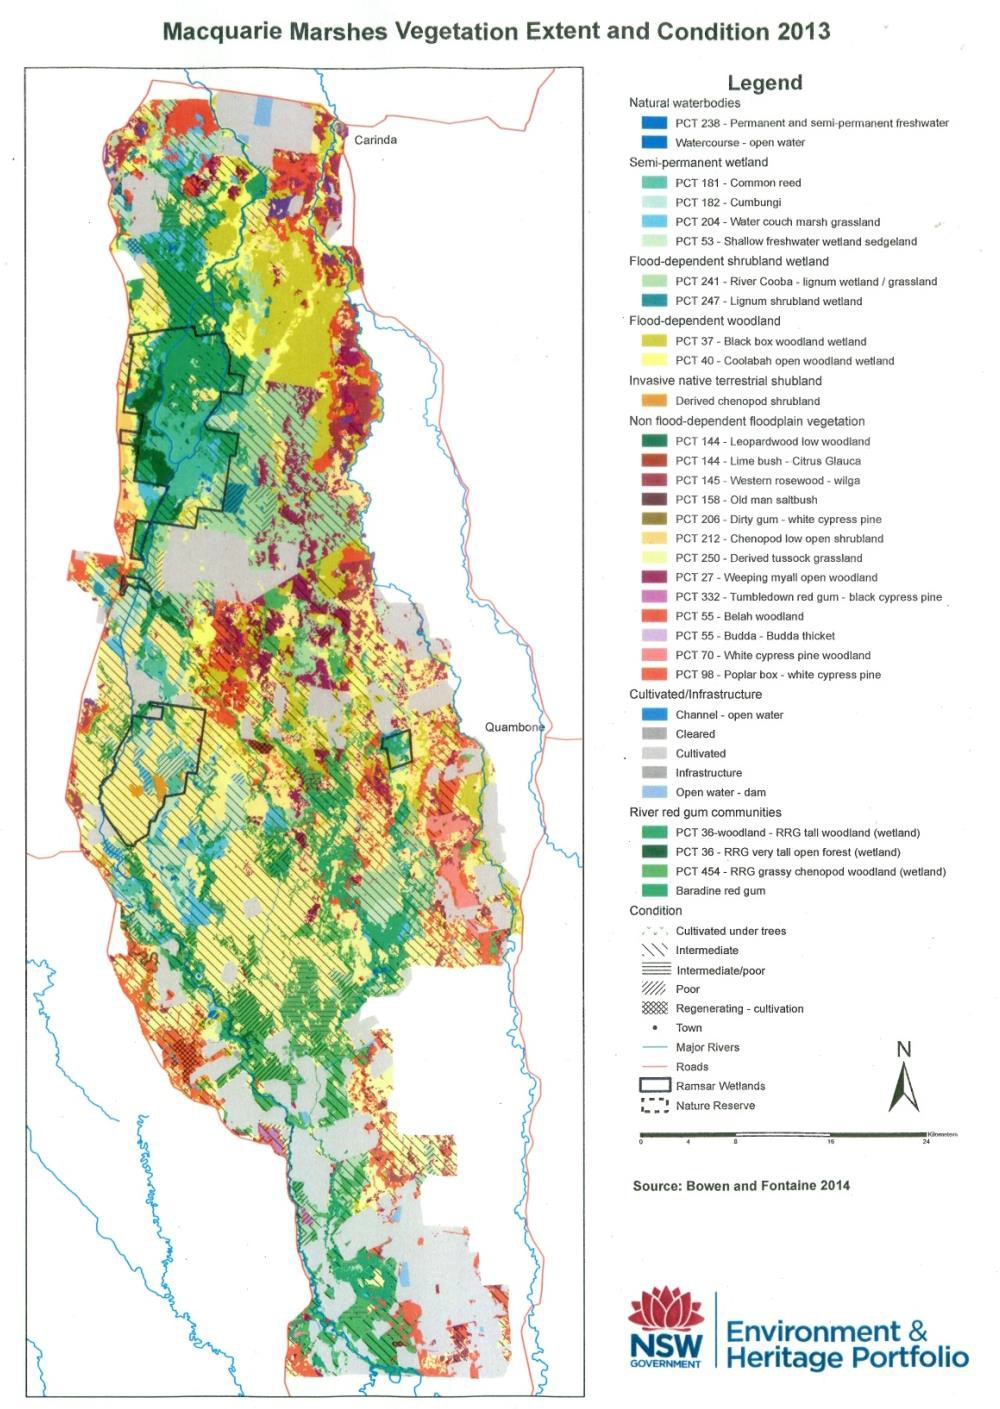 Macquarie Marshes Vegetation Extent and Condition 2013
Carinda
Quambone
Legend
Natural waterbodies
PCT 238 - Permanent and semi-permanent freshwater
Watercourse - open water
Semi-permanent wetland
PCT 181 - Common reed
PCT 182 - Cumbungi
PCT 204 - Water couch marsh grassland
PCT 53 - Shallow freshwater wetland sedgeland
Flood-dependent shrubland wetland
PCT 241 - River Cooba - lignum wetland / grassland
PCT 247 - Lignum shrubland wetland
Flood-dependent woodland
PCT 37 - Black box woodland wetland
PCT 40 - Coolabah open woodland wetland
Invasive native terrestrial shubland
Derived chenopod shrubland
Non flood-dependent floodplain vegetation
PCT 144 - Leopardwood low woodland
PCT 144 - Lime bush - Citrus Glauca
PCT 145 - Western rosewood - wilga
PCT 158 - Old man saltbush
PCT 206 - Dirty gum - white cypress pine
PCT 212 - Chenopod low open shrubland
PCT 250 - Derived tussock grassland
PCT 27 - Weeping myall open woodland
PCT 332 - Tumbledown red gum - black cypress pine
PCT 55 - Belah woodland
PCT 55 - Budda - Budda thicket
PCT 70 - White cypress pine woodland
PCT 98 - Poplar box - white cypress pine
Cultivated/Infrastructure
Channel - open water
Cleared
Cultivated
Infrastructure
Open water - dam
River red gum communities
PCT 36-woodland - RRG tall woodland (wetland)
PCT 36 - RRG very tall open forest (wetland)
PCT 454 - RRG grassy chenopod woodland (wetland)
Baradine red gum
Condition
Cultivated under trees
Intermediate
Intermediate/poor
Poor
Regenerating - cultivation
Town
Major Rivers
Roads
Ramsar Wetlands
Nature Reserve
N
Kilometers
0 4 8 16 24
Source: Bowen and Fontaine 2014
NSW
GOVERNMENT
Environment &
Heritage Portfolio